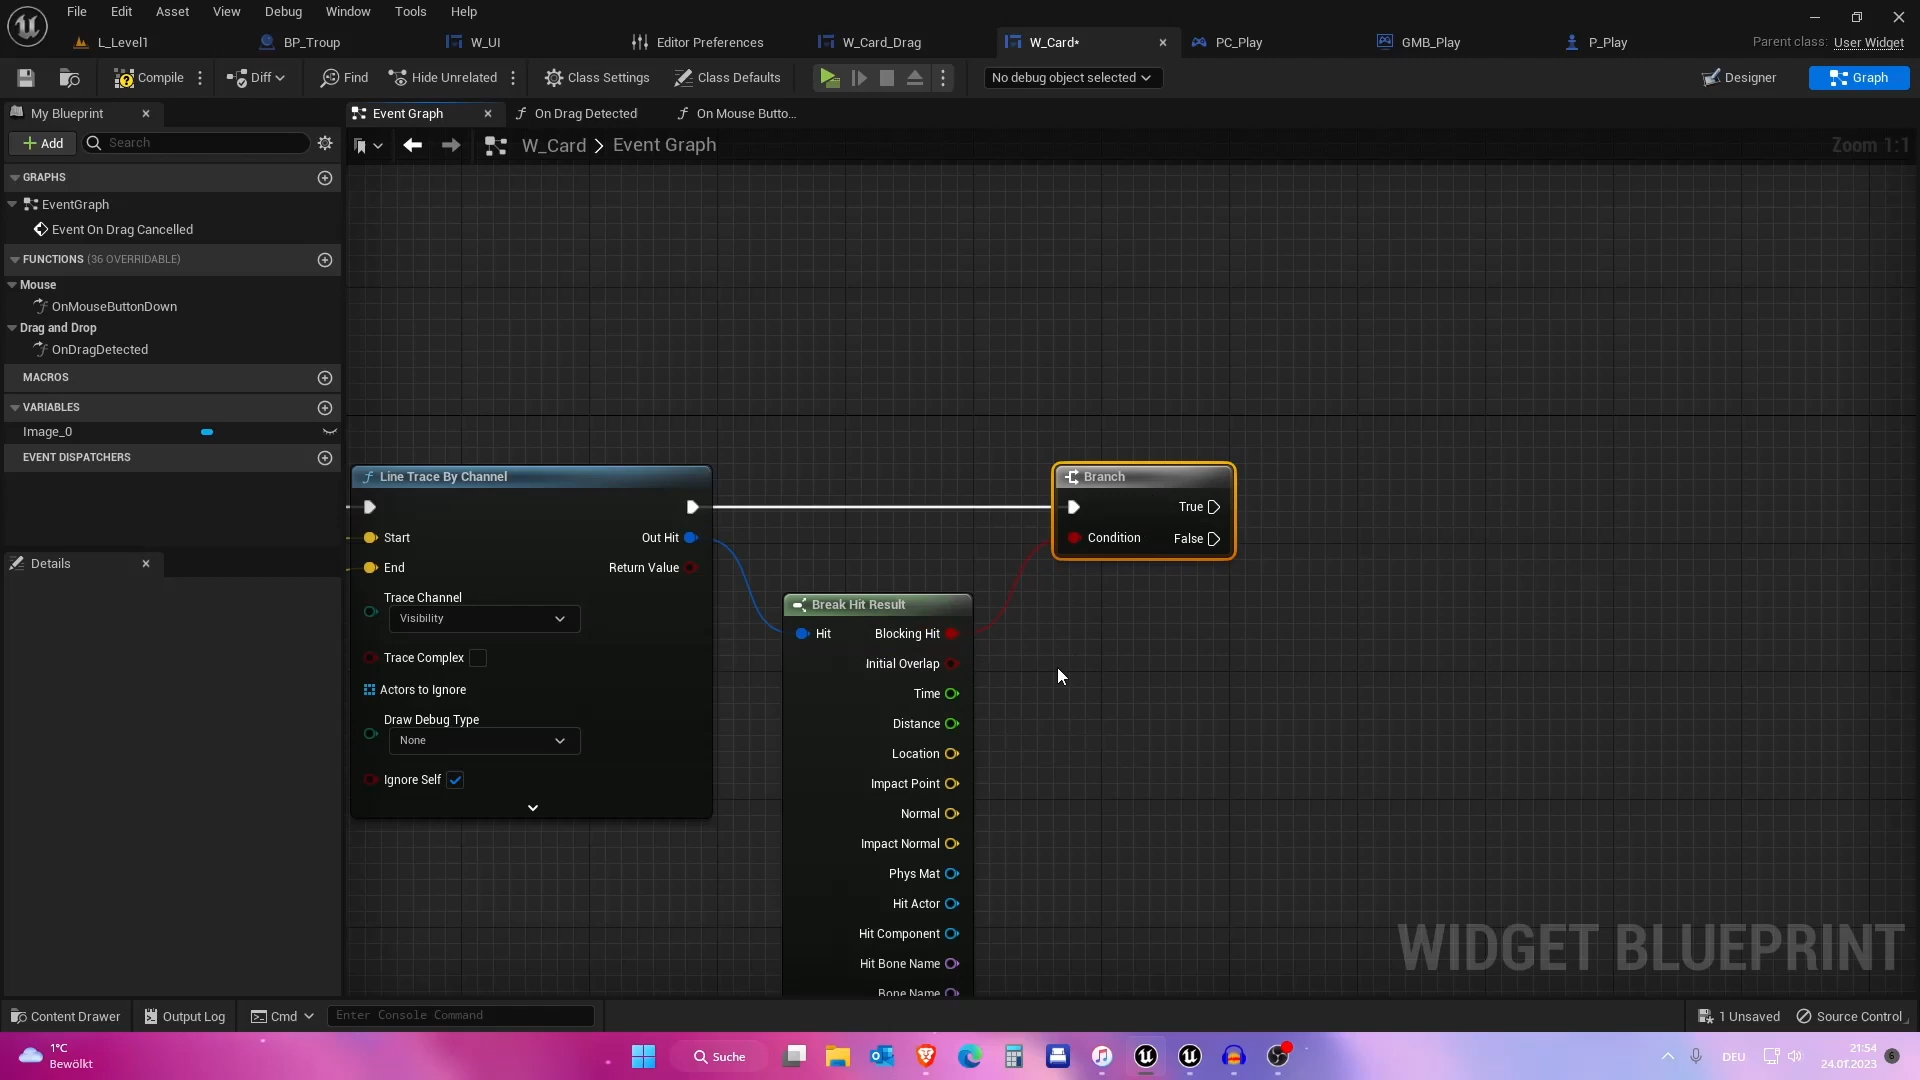 File Edit Asset View Debug Window Tools Help
L_Level1 BP_Troup W_UI Editor Preferences W_Card_Drag W_Card* PC_Play GMB_Play P_Play Parent class: User Widget
Compile Diff Find Hide Unrelated Class Settings Class Defaults No debug object selected Designer Graph
My Blueprint Event Graph On Drag Detected On Mouse Butto...
Add Search W_Card > Event Graph Zoom 1:1
GRAPHS
EventGraph
Event On Drag Cancelled
FUNCTIONS (36 OVERRIDABLE)
Mouse
OnMouseButtonDown
Drag and Drop
OnDragDetected
MACROS
VARIABLES
Image_0
EVENT DISPATCHERS
Details
Line Trace By Channel
Start
Out Hit
End
Return Value
Trace Channel
Visibility
Trace Complex
Actors to Ignore
Draw Debug Type
None
Ignore Self
Break Hit Result
Hit
Blocking Hit
Initial Overlap
Time
Distance
Location
Impact Point
Normal
Impact Normal
Phys Mat
Hit Actor
Hit Component
Hit Bone Name
Bone Name
Branch
True
Condition
False
WIDGET BLUEPRINT
Content Drawer Output Log Cmd Enter Console Command 1 Unsaved Source Control
1°C
Bewölkt
Suche
DEU
21:54
24.01.2023
6